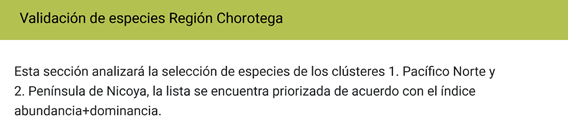 Validación de especies Región Chorotega
Esta sección analizará la selección de especies de los clústeres 1. Pacífico Norte y
2. Península de Nicoya, la lista se encuentra priorizada de acuerdo con el índice
abundancia+dominancia.